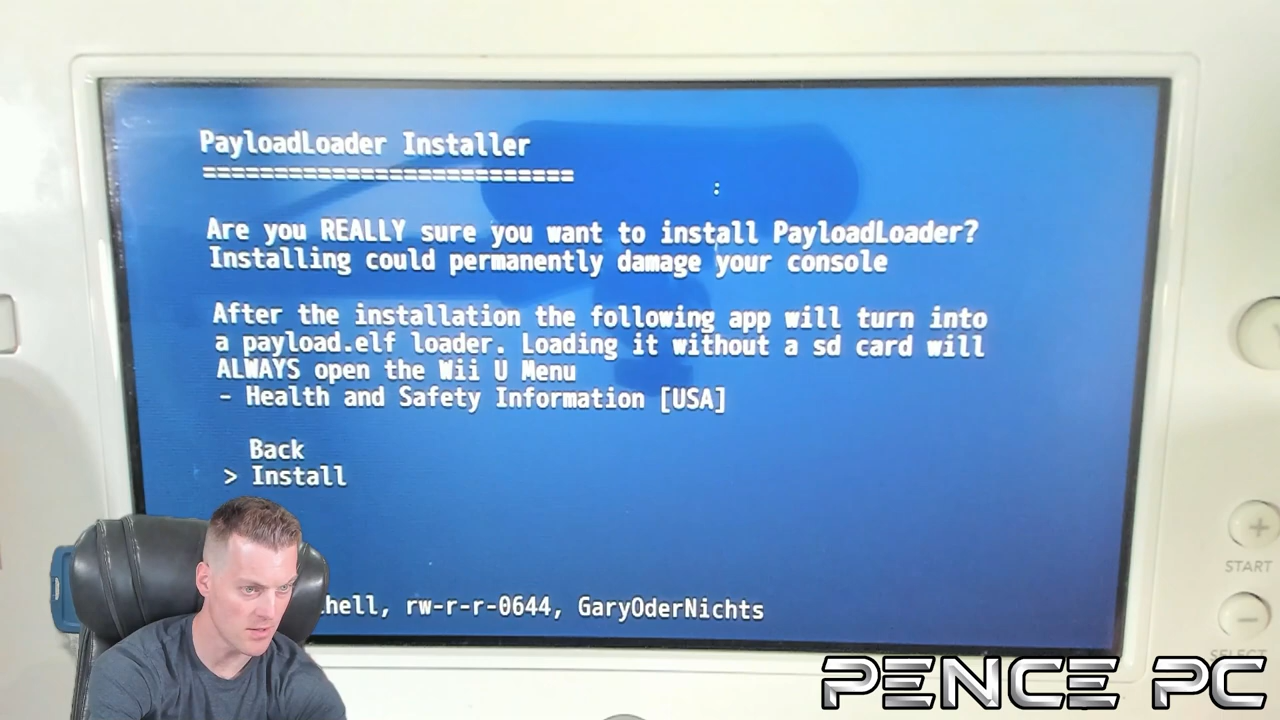 PayloadLoader Installer
==========================
:
Are you REALLY sure you want to install PayloadLoader?
Installing could permanently damage your console
After the installation the following app will turn into
a payload.elf loader. Loading it without a sd card will
ALWAYS open the Wii U Menu
- Health and Safety Information [USA]
Back
> Install
rw-r-r-0644, GaryOderNichts
START
SELECT
PENCE PC